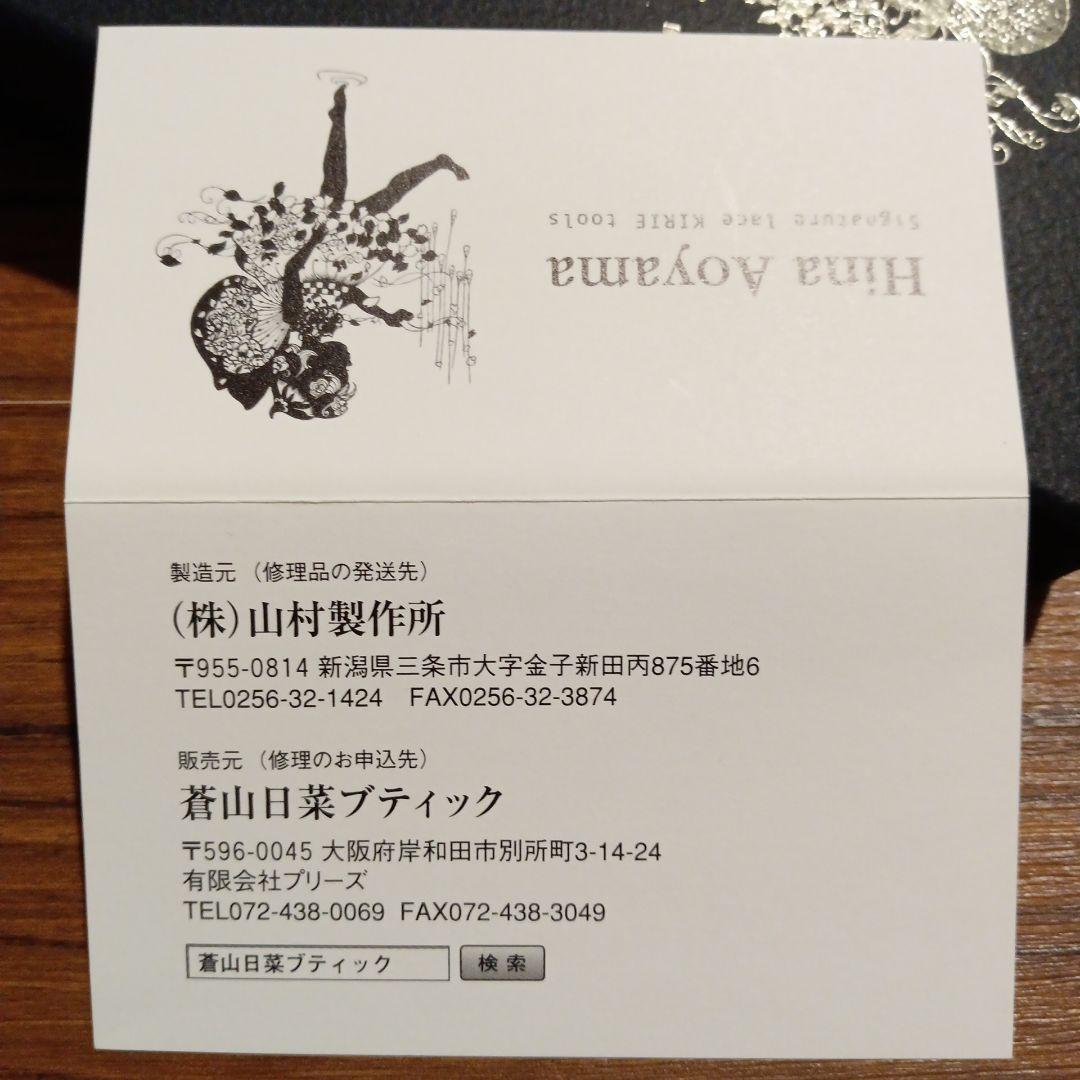 Hina Aoyama
Signature lace KIRIE tools
製造元 （修理品の発送先）
（株）山村製作所
〒955-0814 新潟県三条市大字金子新田丙875番地6
TEL0256-32-1424 FAX0256-32-3874
販売元 （修理のお申込先）
蒼山日菜ブティック
〒596-0045 大阪府岸和田市別所町3-14-24
有限会社プリーズ
TEL072-438-0069 FAX072-438-3049
蒼山日菜ブティック 検索